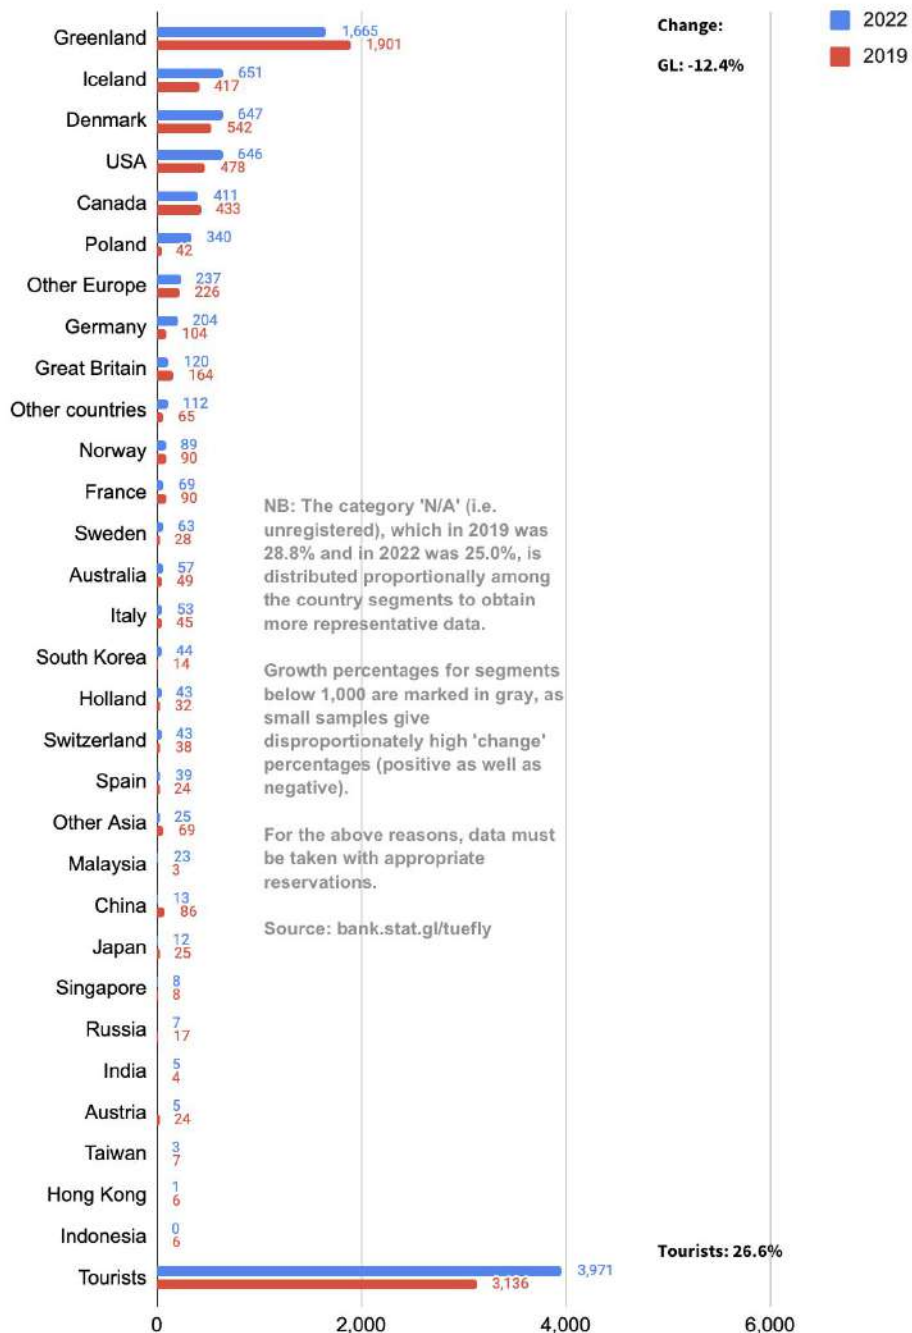 2022
2019
Change:
GL: -12.4%
Greenland 1,665 1,901
Iceland 651 417
Denmark 647 542
USA 646 478
Canada 411 433
Poland 340 42
Other Europe 237 226
Germany 204 104
Great Britain 120 164
Other countries 112 65
Norway 89 90
France 69 90
Sweden 63 28
Australia 57 49
Italy 53 45
South Korea 44 14
Holland 43 32
Switzerland 43 38
Spain 39 24
Other Asia 25 69
Malaysia 23 3
China 13 86
Japan 12 25
Singapore 8 8
Russia 7 17
India 5 4
Austria 5 24
Taiwan 3 7
Hong Kong 1 6
Indonesia 0 6
Tourists 3,971 3,136
NB: The category 'N/A' (i.e.
unregistered), which in 2019 was
28.8% and in 2022 was 25.0%, is
distributed proportionally among
the country segments to obtain
more representative data.
Growth percentages for segments
below 1,000 are marked in gray, as
small samples give
disproportionately high 'change'
percentages (positive as well as
negative).
For the above reasons, data must
be taken with appropriate
reservations.
Source: bank.stat.gl/tuefly
Tourists: 26.6%
0 2,000 4,000 6,000